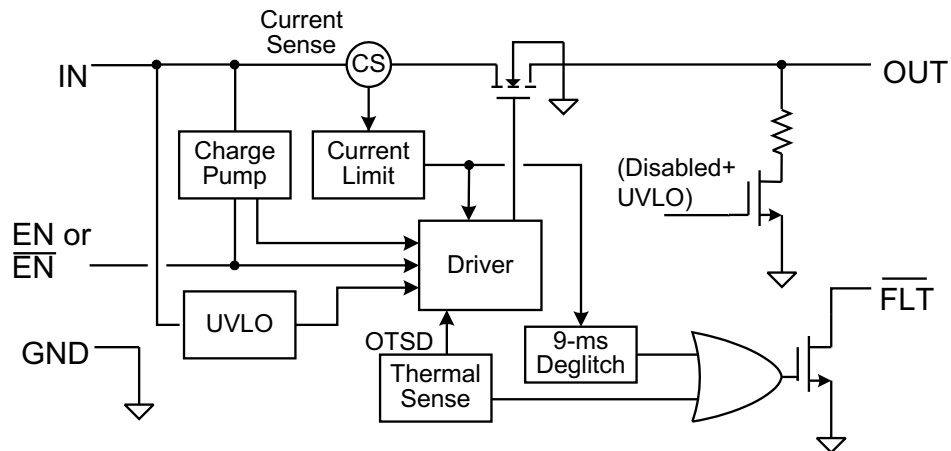 Current
Sense
IN
CS
OUT
Charge
Pump
Current
Limit
(Disabled+
UVLO)
EN or
EN
Driver
FLT
UVLO
OTSD
9-ms
Deglitch
GND
Thermal
Sense